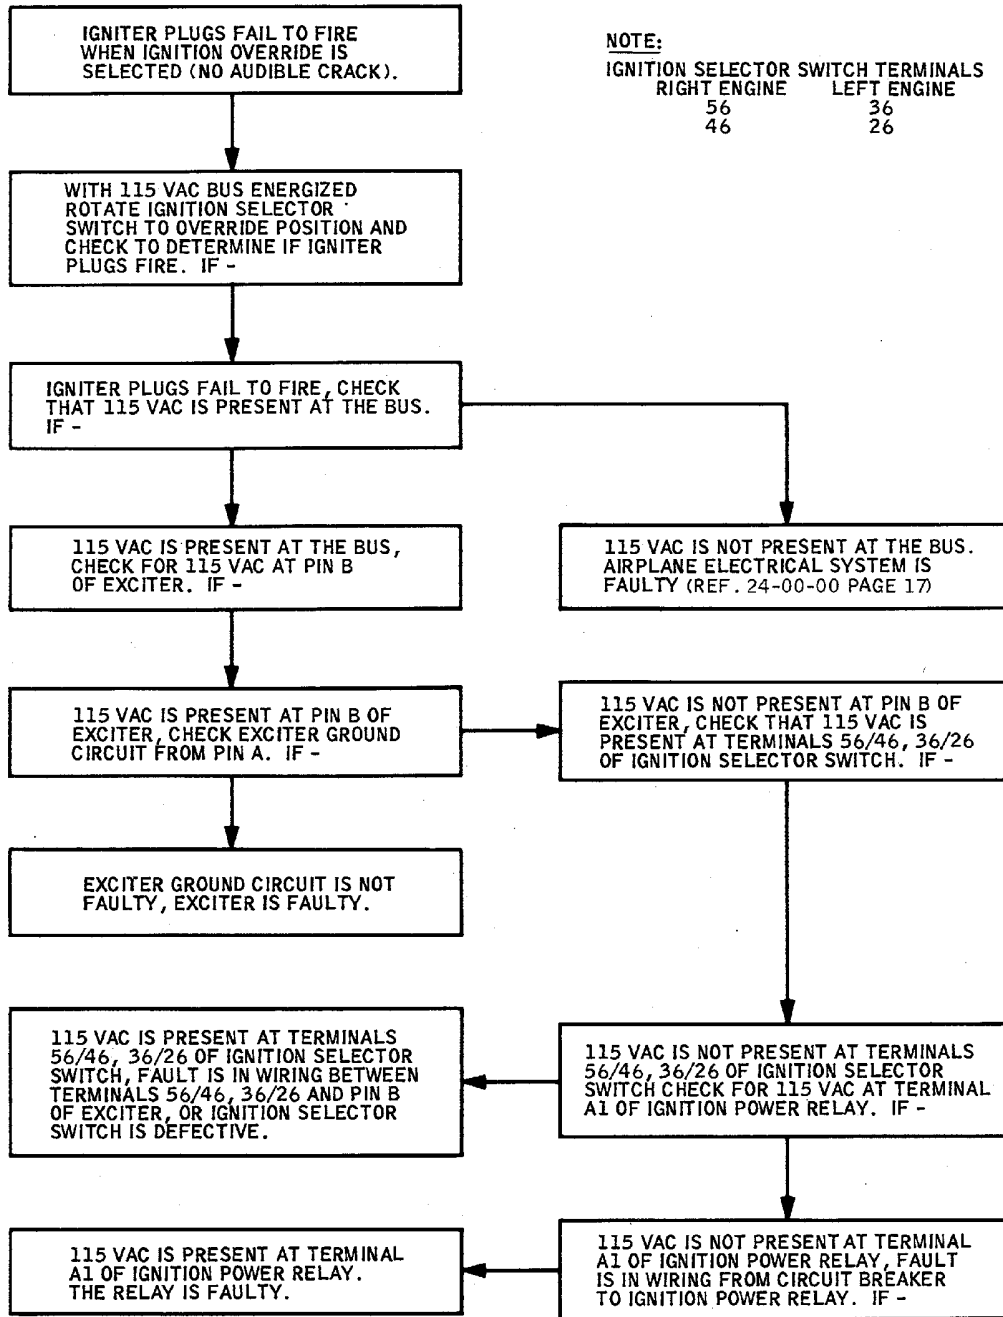 IGNITER PLUGS FAIL TO FIRE
WHEN IGNITION OVERRIDE IS
SELECTED (NO AUDIBLE CRACK).
NOTE:
IGNITION SELECTOR SWITCH TERMINALS
RIGHT ENGINE LEFT ENGINE
56 36
46 26
WITH 115 VAC BUS ENERGIZED
ROTATE IGNITION SELECTOR
SWITCH TO OVERRIDE POSITION AND
CHECK TO DETERMINE IF IGNITER
PLUGS FIRE. IF -
IGNITER PLUGS FAIL TO FIRE, CHECK
THAT 115 VAC IS PRESENT AT THE BUS.
IF -
115 VAC IS PRESENT AT THE BUS,
CHECK FOR 115 VAC AT PIN B
OF EXCITER. IF -
115 VAC IS NOT PRESENT AT THE BUS.
AIRPLANE ELECTRICAL SYSTEM IS
FAULTY (REF. 24-00-00 PAGE 17)
115 VAC IS PRESENT AT PIN B OF
EXCITER, CHECK EXCITER GROUND
CIRCUIT FROM PIN A. IF -
115 VAC IS NOT PRESENT AT PIN B OF
EXCITER, CHECK THAT 115 VAC IS
PRESENT AT TERMINALS 56/46, 36/26
OF IGNITION SELECTOR SWITCH. IF -
EXCITER GROUND CIRCUIT IS NOT
FAULTY, EXCITER IS FAULTY.
115 VAC IS PRESENT AT TERMINALS
56/46, 36/26 OF IGNITION SELECTOR
SWITCH, FAULT IS IN WIRING BETWEEN
TERMINALS 56/46, 36/26 AND PIN B
OF EXCITER, OR IGNITION SELECTOR
SWITCH IS DEFECTIVE.
115 VAC IS NOT PRESENT AT TERMINALS
56/46, 36/26 OF IGNITION SELECTOR
SWITCH CHECK FOR 115 VAC AT TERMINAL
A1 OF IGNITION POWER RELAY. IF -
115 VAC IS PRESENT AT TERMINAL
A1 OF IGNITION POWER RELAY.
THE RELAY IS FAULTY.
115 VAC IS NOT PRESENT AT TERMINAL
A1 OF IGNITION POWER RELAY, FAULT
IS IN WIRING FROM CIRCUIT BREAKER
TO IGNITION POWER RELAY. IF -